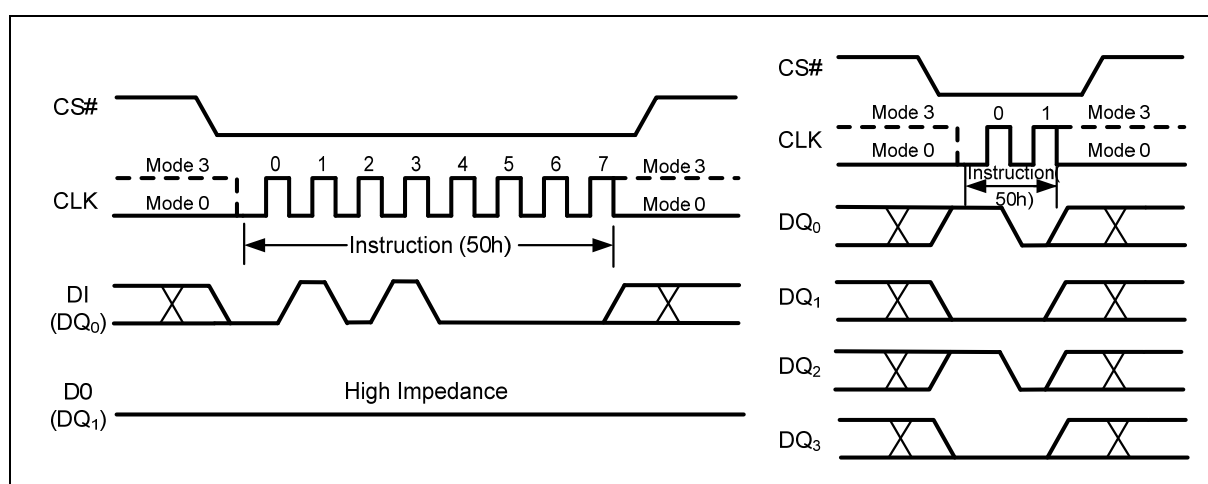 CS#
Mode 3
0 1 2 3 4 5 6 7
Mode 3
CLK
Mode 0
Mode 0
Instruction (50h)
DI
(DQ0)
D0
(DQ1)
High Impedance
CS#
Mode 3
0 1
Mode 3
CLK
Mode 0
Mode 0
Instruction(
50h)
DQ0
DQ1
DQ2
DQ3